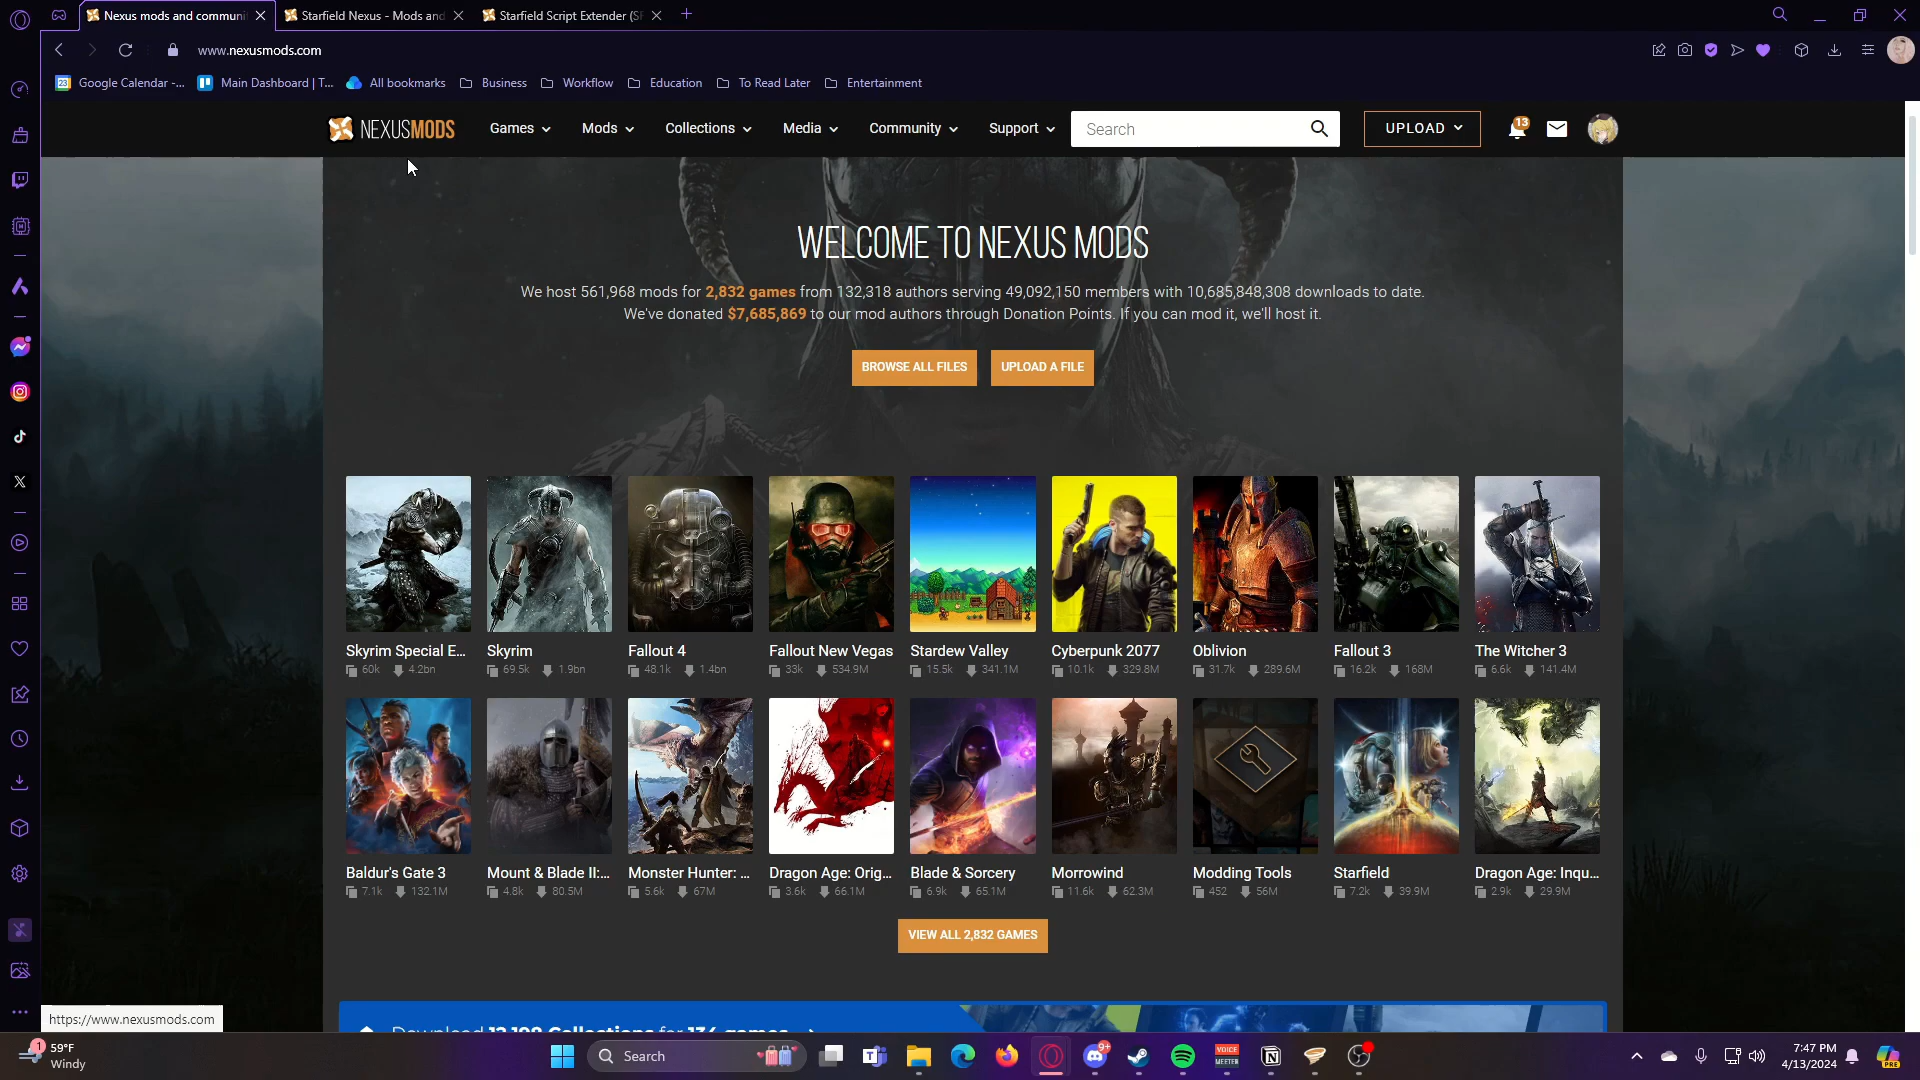 Nexus mods and communi
Starfield Nexus - Mods and
Starfield Script Extender (SF
www.nexusmods.com
Google Calendar -...
Main Dashboard | T...
All bookmarks
Business
Workflow
Education
To Read Later
Entertainment
NEXUSMODS
Games
Mods
Collections
Media
Community
Support
Search
UPLOAD
13
WELCOME TO NEXUS MODS
We host 561,968 mods for 2,832 games from 132,318 authors serving 49,092,150 members with 10,685,848,308 downloads to date.
We've donated $7,685,869 to our mod authors through Donation Points. If you can mod it, we'll host it.
BROWSE ALL FILES
UPLOAD A FILE
Skyrim Special E...
60k 4.2bn
Skyrim
69.5k 1.9bn
Fallout 4
48.1k 1.4bn
Fallout New Vegas
33k 534.9M
Stardew Valley
15.5k 341.1M
Cyberpunk 2077
10.1k 329.8M
Oblivion
31.7k 289.6M
Fallout 3
16.2k 168M
The Witcher 3
6.6k 141.4M
Baldur's Gate 3
7.1k 132.1M
Mount & Blade II:...
4.8k 80.5M
Monster Hunter: ...
5.6k 67M
Dragon Age: Orig...
3.6k 66.1M
Blade & Sorcery
6.9k 65.1M
Morrowind
11.6k 62.3M
Modding Tools
452 56M
Starfield
7.2k 39.9M
Dragon Age: Inqu...
2.9k 29.9M
VIEW ALL 2,832 GAMES
https://www.nexusmods.com
1
59°F
Windy
Search
9+
VOICE
MEETER
7:47 PM
4/13/2024
PRE